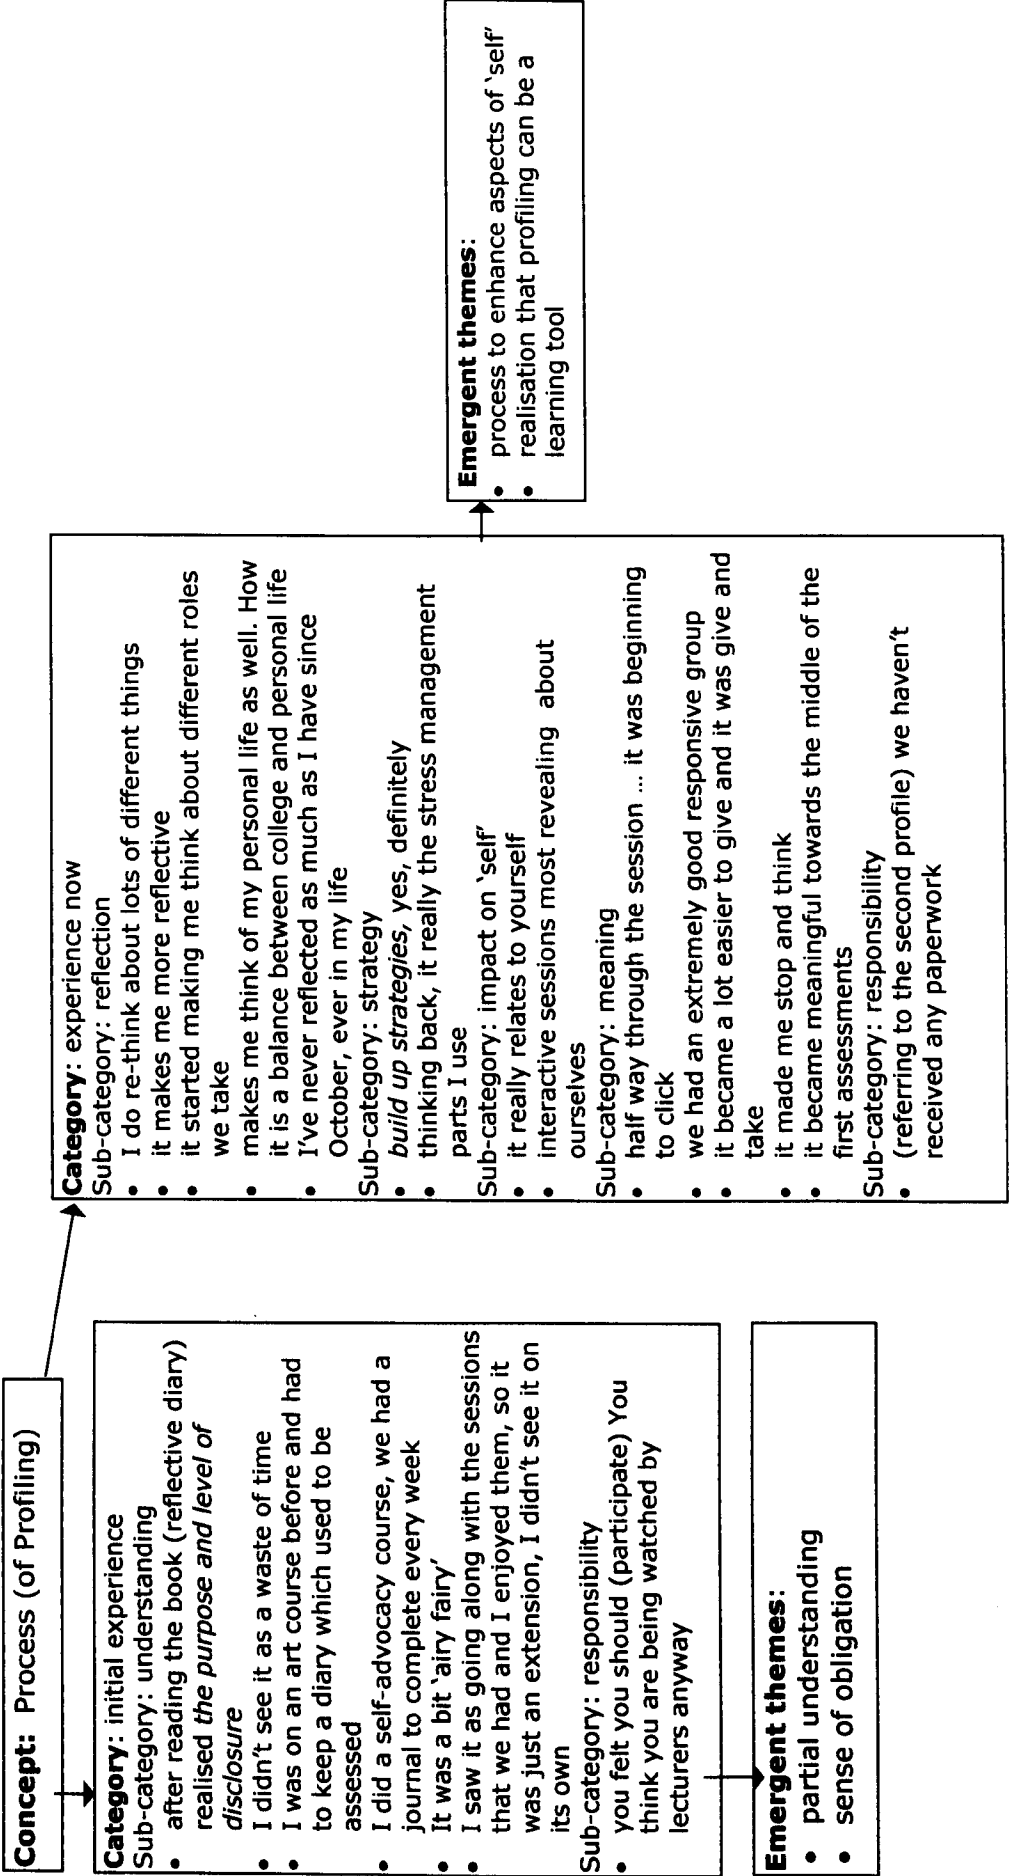 Concept: Process (of Profiling)
Category: initial experience
Sub-category: understanding
• after reading the book (reflective diary)
realised the purpose and level of
disclosure
• I didn't see it as a waste of time
• I was on an art course before and had
to keep a diary which used to be
assessed
• I did a self-advocacy course, we had a
journal to complete every week
• It was a bit 'airy fairy'
• I saw it as going along with the sessions
that we had and I enjoyed them, so it
was just an extension, I didn't see it on
its own
Sub-category: responsibility
• you felt you should (participate) You
think you are being watched by
lecturers anyway
Emergent themes:
• partial understanding
• sense of obligation
Category: experience now
Sub-category: reflection
• I do re-think about lots of different things
• it makes me more reflective
• it started making me think about different roles
we take
• makes me think of my personal life as well. How
it is a balance between college and personal life
• I've never reflected as much as I have since
October, ever in my life
Sub-category: strategy
• build up strategies, yes, definitely
• thinking back, it really the stress management
parts I use
Sub-category: impact on 'self'
• it really relates to yourself
• interactive sessions most revealing about
ourselves
Sub-category: meaning
• half way through the session ... it was beginning
to click
• we had an extremely good responsive group
• it became a lot easier to give and it was give and
take
• it made me stop and think
• it became meaningful towards the middle of the
first assessments
Sub-category: responsibility
• (referring to the second profile) we haven't
received any paperwork
Emergent themes:
• process to enhance aspects of 'self'
• realisation that profiling can be a
learning tool